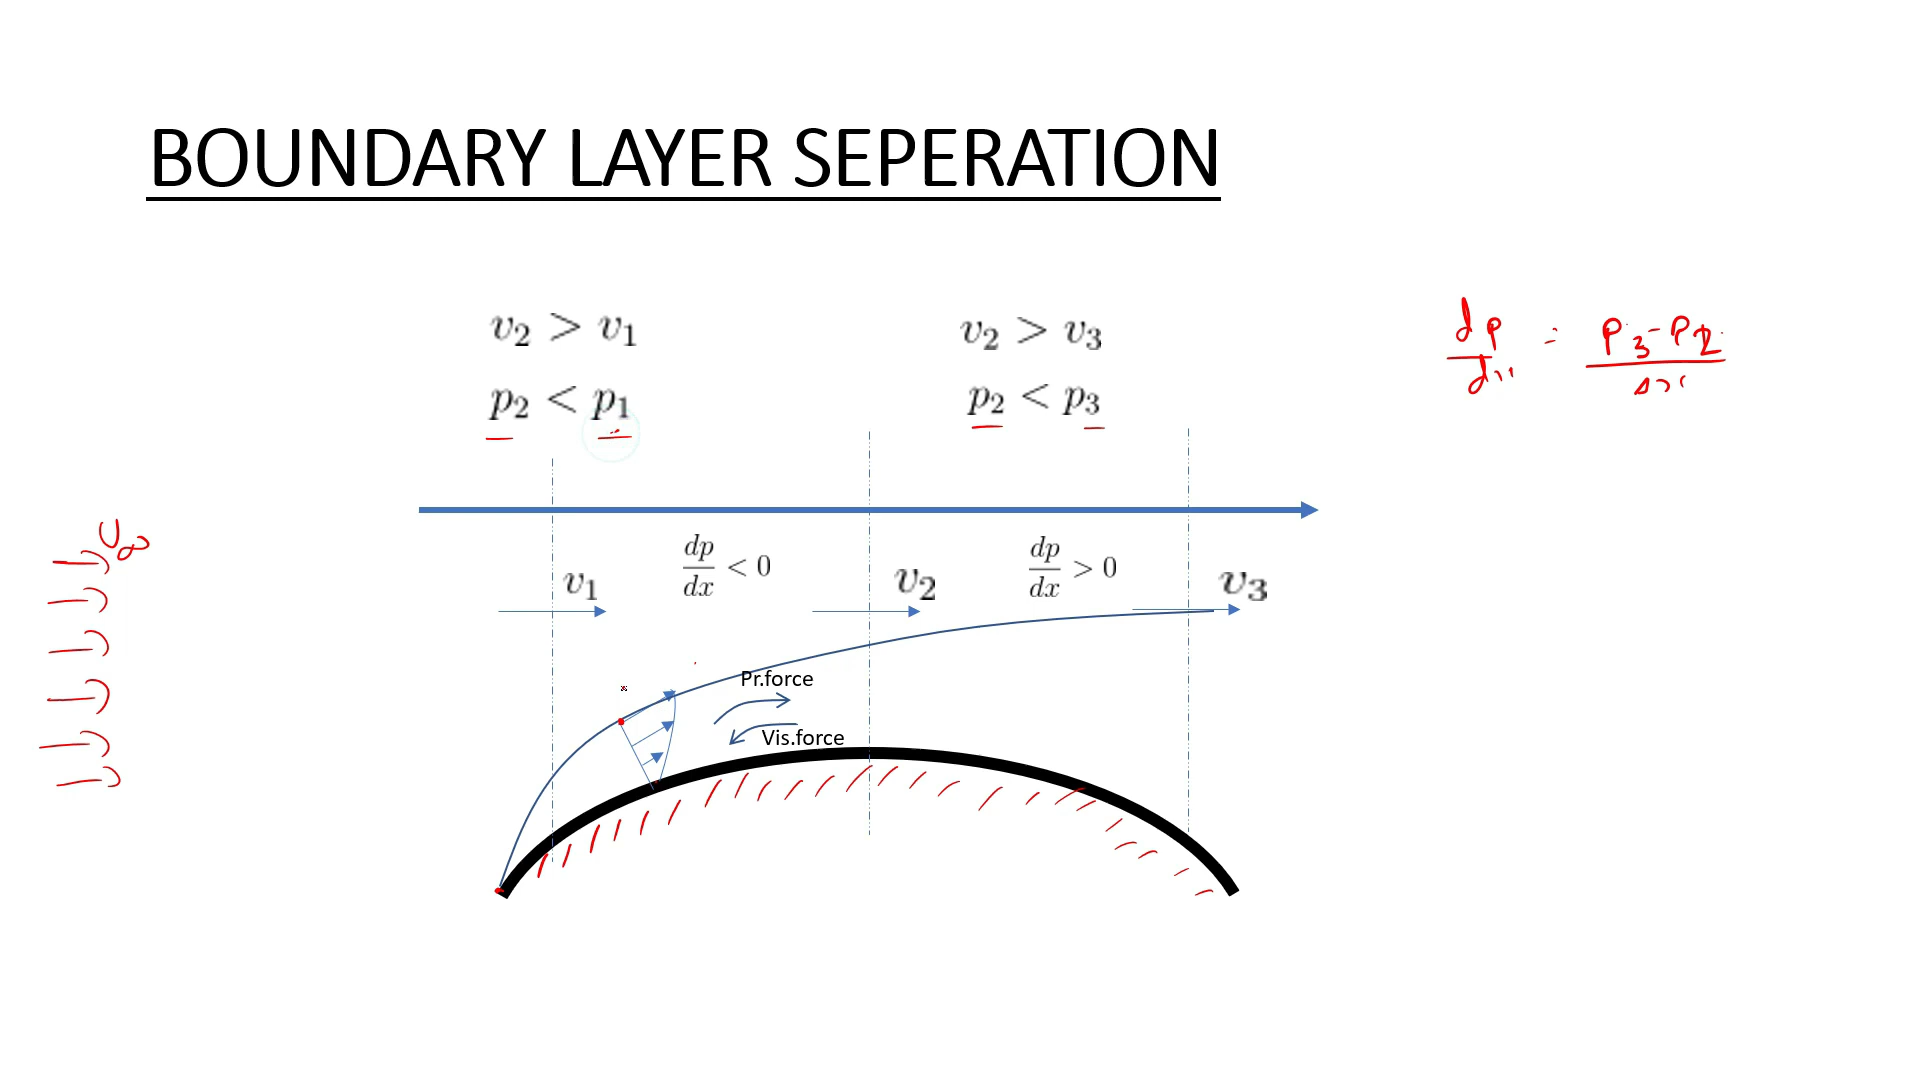 BOUNDARY LAYER SEPERATION
v₂ > v₁
v₂ > v₃
dp/dx = P₃-P₂/Δx
p₂ < p₁
p₂ < p₃
U∞
dp/dx < 0
dp/dx > 0
v₁
v₂
v₃
Pr.force
Vis.force